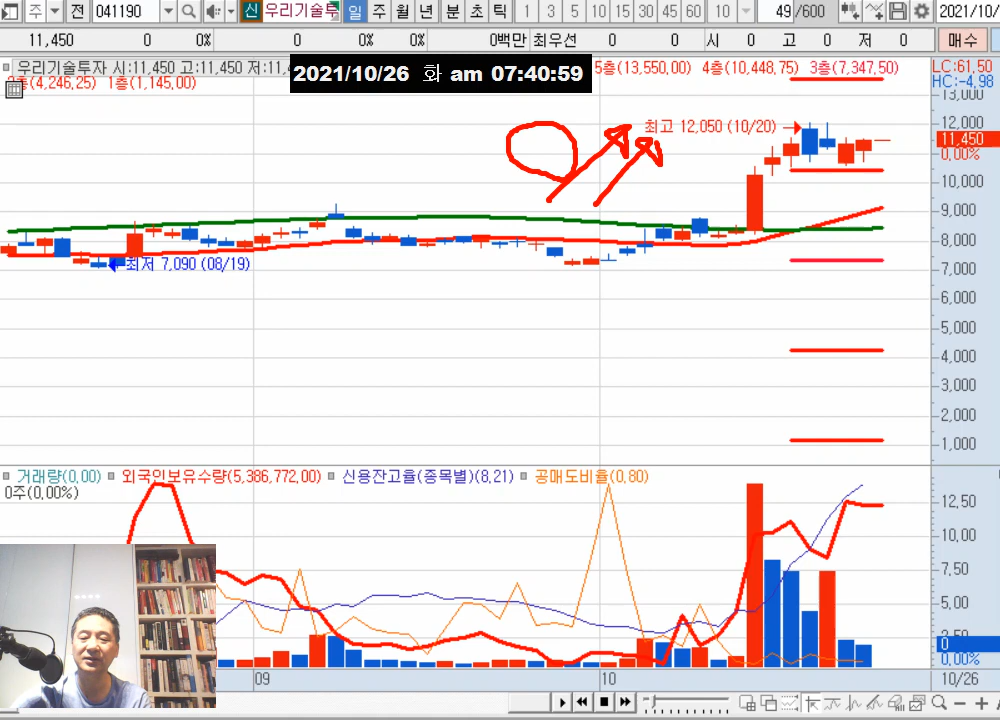 주 전 041190 신 우리기술투 일 주 월 년 분 초 틱 1 3 5 10 15 30 45 60 10 49 /600 2021/10/
11,450 0 0% 0 0% 0% 0백만 최우선 0 0 시 0 고 0 저 0 매수
우리기술투자 시:11,450 고:11,450 저:11,4
2021/10/26 화 am 07:40:59
5층(13,550,00) 4층(10,448,75) 3층(7,347,50)
층(4,246,25) 1층(1,145,00)
LC:61,50
HC:-4,98
13,000
12,000
11,450
0,00%
10,000
9,000
8,000
7,000
6,000
5,000
4,000
3,000
2,000
1,000
최고 12,050 (10/20)
최저 7,090 (08/19)
거래량(0,00) 외국인보유수량(5,386,772,00) 신용잔고율(종목별)(8,21) 공매도비율(0,80)
0주(0,00%)
12,50
10,00
7,50
5,00
2,50
0
0,00%
09 10 10/26